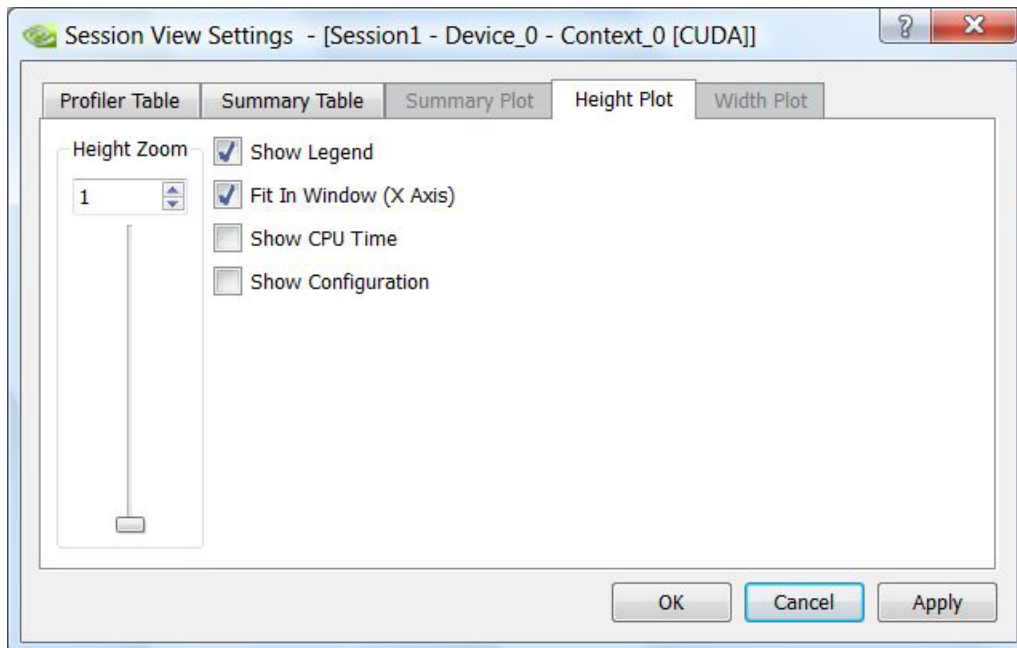 Session View Settings - [Session1 - Device_0 - Context_0 [CUDA]]
Profiler Table Summary Table Summary Plot Height Plot Width Plot
Height Zoom
1
Show Legend
Fit In Window (X Axis)
Show CPU Time
Show Configuration
OK Cancel Apply